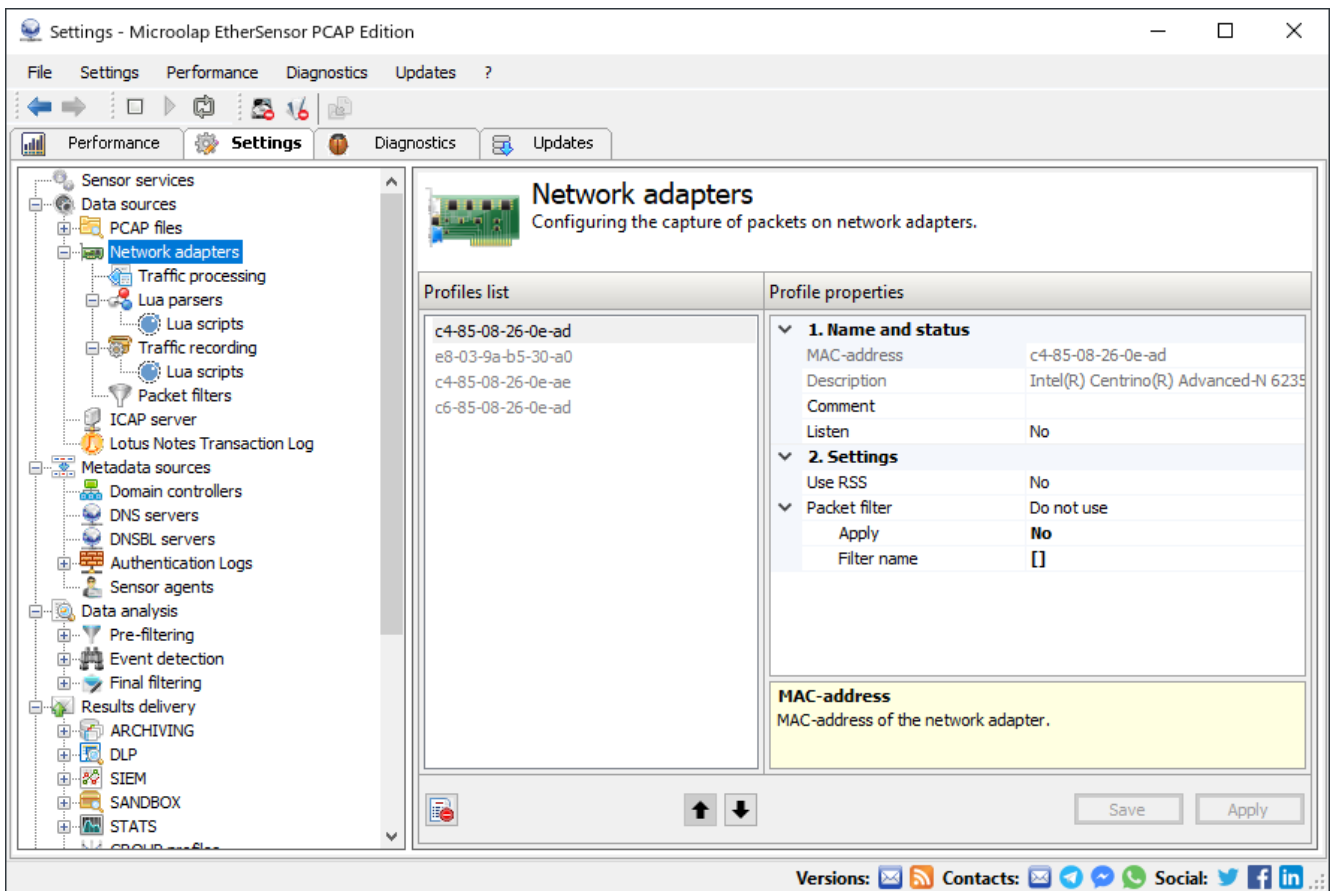 Settings - Microolap EtherSensor PCAP Edition
File Settings Performance Diagnostics Updates ?
Performance Settings Diagnostics Updates
Sensor services
Data sources
PCAP files
Network adapters
Traffic processing
Lua parsers
Lua scripts
Traffic recording
Lua scripts
Packet filters
ICAP server
Lotus Notes Transaction Log
Metadata sources
Domain controllers
DNS servers
DNSBL servers
Authentication Logs
Sensor agents
Data analysis
Pre-filtering
Event detection
Final filtering
Results delivery
ARCHIVING
DLP
SIEM
SANDBOX
STATS
GROUP profiles
Network adapters
Configuring the capture of packets on network adapters.
Profiles list
c4-85-08-26-0e-ad
e8-03-9a-b5-30-a0
c4-85-08-26-0e-ae
c6-85-08-26-0e-ad
Profile properties
1. Name and status
MAC-address c4-85-08-26-0e-ad
Description Intel(R) Centrino(R) Advanced-N 6235
Comment
Listen No
2. Settings
Use RSS No
Packet filter Do not use
Apply No
Filter name []
MAC-address
MAC-address of the network adapter.
Save Apply
Versions: Contacts: Social: